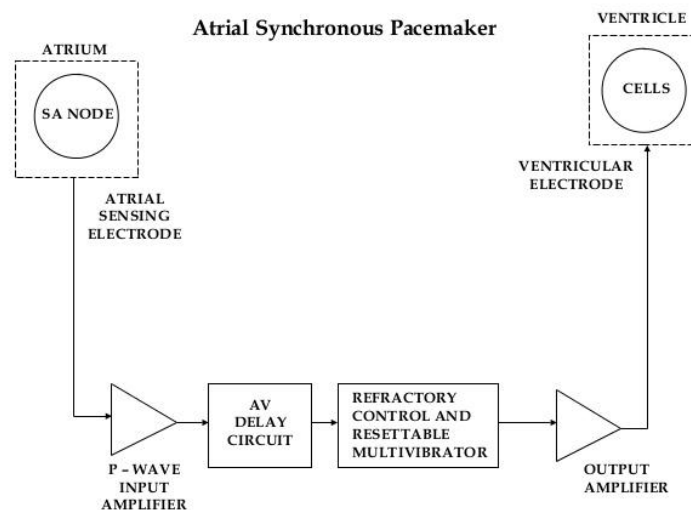 Atrial Synchronous Pacemaker
ATRIUM
SA NODE
ATRIAL
SENSING
ELECTRODE
VENTRICLE
CELLS
VENTRICULAR
ELECTRODE
P – WAVE
INPUT
AMPLIFIER
AV
DELAY
CIRCUIT
REFRACTORY
CONTROL AND
RESETTABLE
MULTIVIBRATOR
OUTPUT
AMPLIFIER